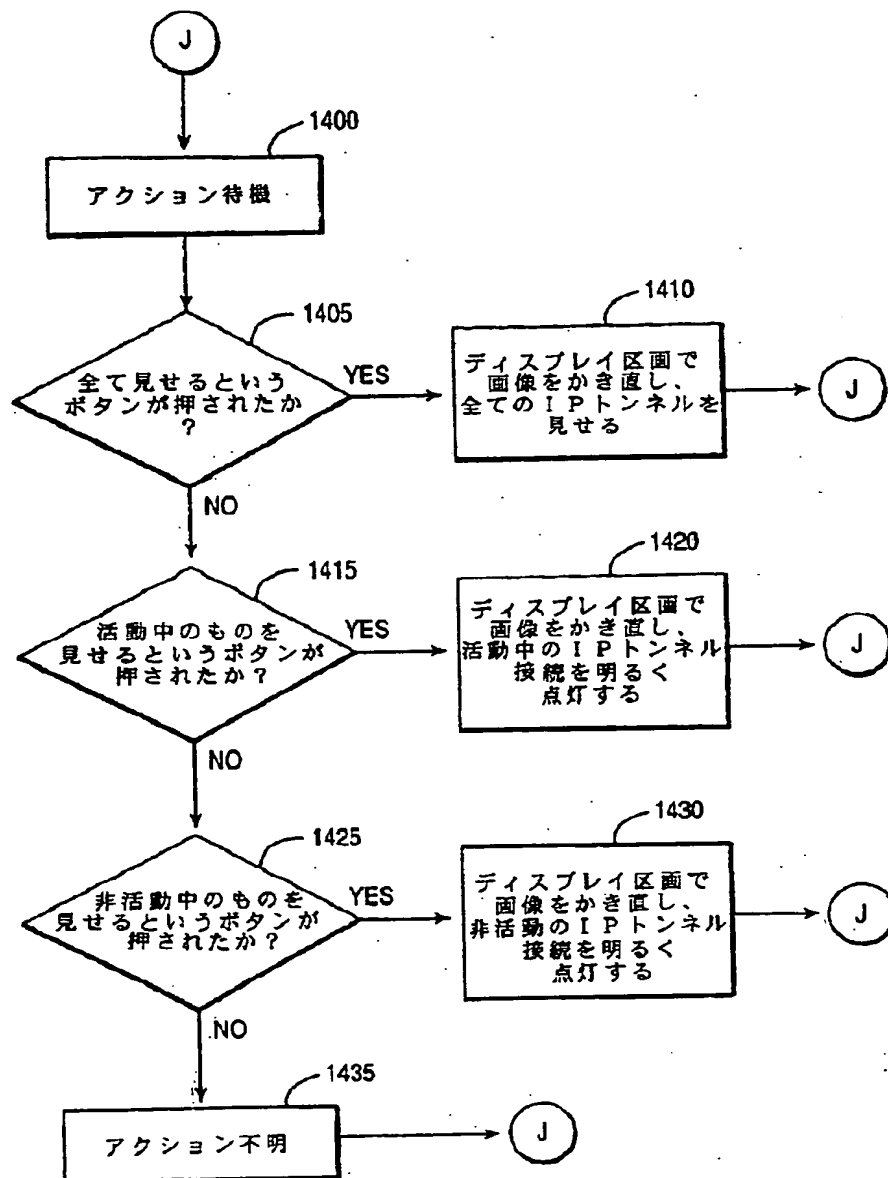 J
1400
アクション待機
1405
全て見せるという
ボタンが押されたか
?
YES
1410
ディスプレイ区画で
画像をかき直し、
全てのIPトンネルを
見せる
J
NO
1415
活動中のものを
見せるというボタンが
押されたか?
YES
1420
ディスプレイ区画で
画像をかき直し、
活動中のIPトンネル
接続を明るく
点灯する
J
NO
1425
非活動中のものを
見せるというボタンが
押されたか?
YES
1430
ディスプレイ区画で
画像をかき直し、
非活動のIPトンネル
接続を明るく
点灯する
J
NO
1435
アクション不明
J